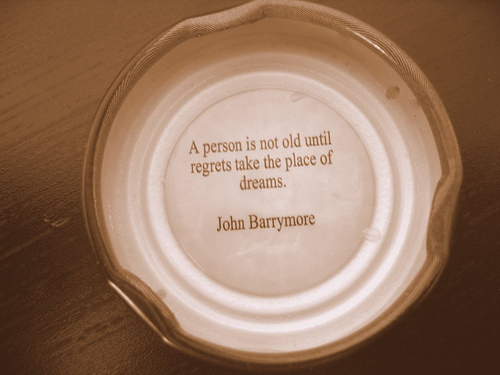 A person is not old until
regrets take the place of
dreams.
John Barrymore